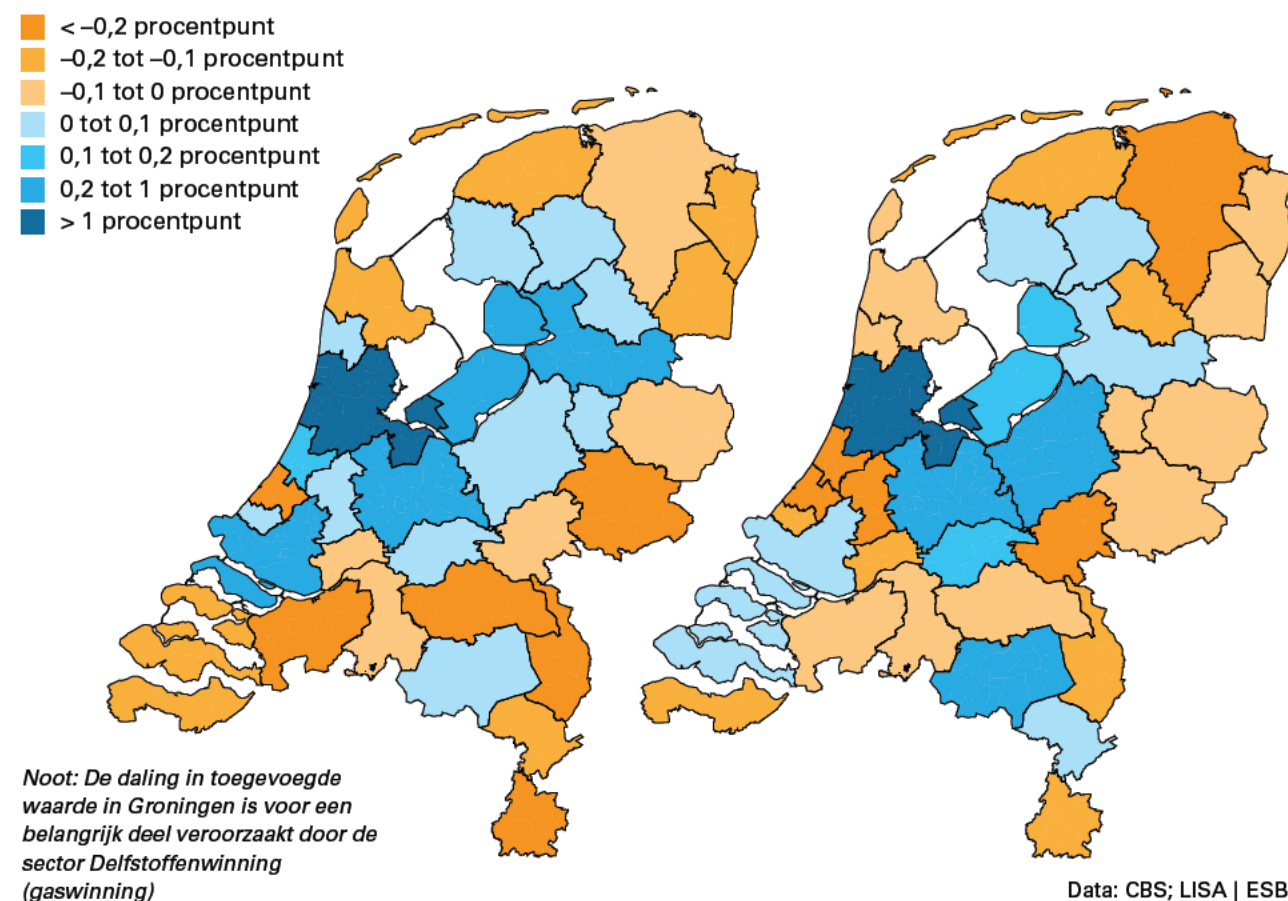 < –0,2 procentpunt
–0,2 tot –0,1 procentpunt
–0,1 tot 0 procentpunt
0 tot 0,1 procentpunt
0,1 tot 0,2 procentpunt
0,2 tot 1 procentpunt
> 1 procentpunt
Noot: De daling in toegevoegde
waarde in Groningen is voor een
belangrijk deel veroorzaakt door de
sector Delfstoffenwinning
(gaswinning)
Data: CBS; LISA | ESB